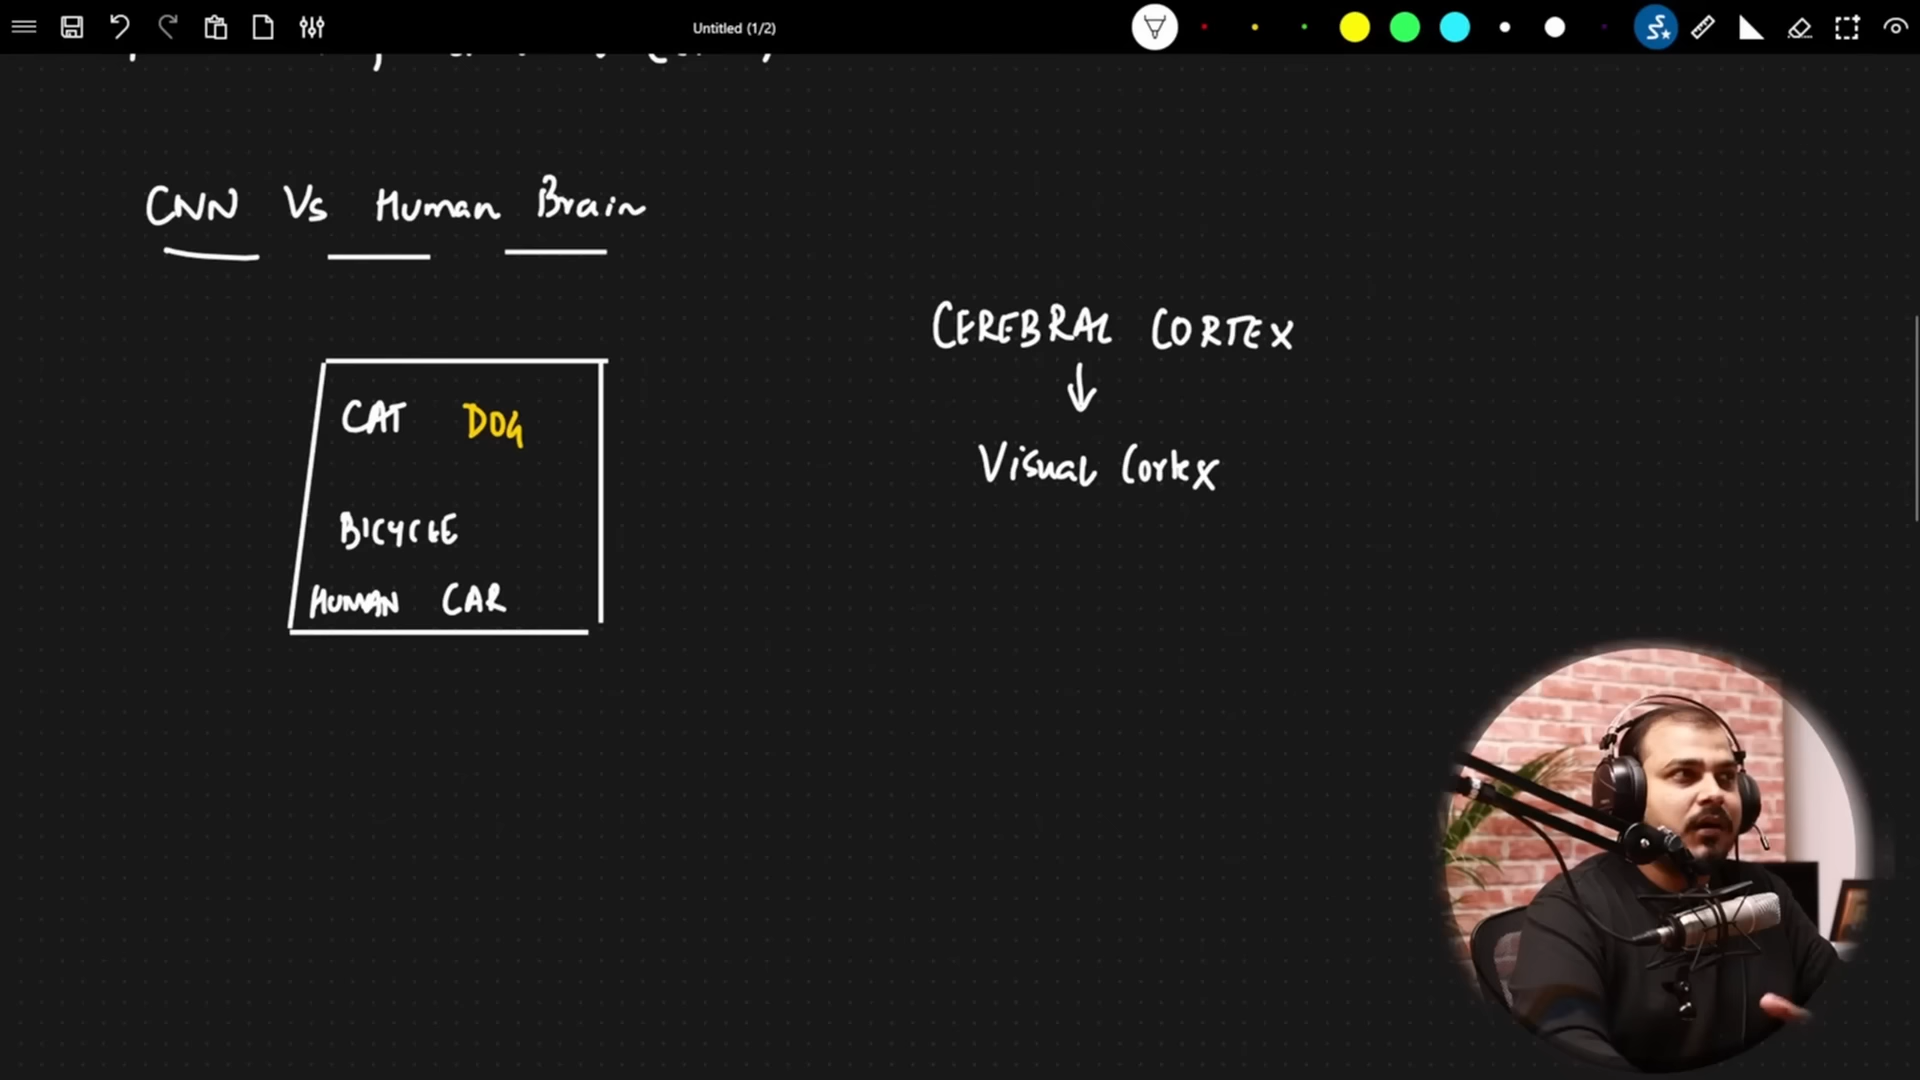 Untitled (1/2)
CNN Vs Human Brain
CEREBRAL CORTEX
↓
Visual Cortex
CAT DOG
BICYCLE
HUMAN CAR